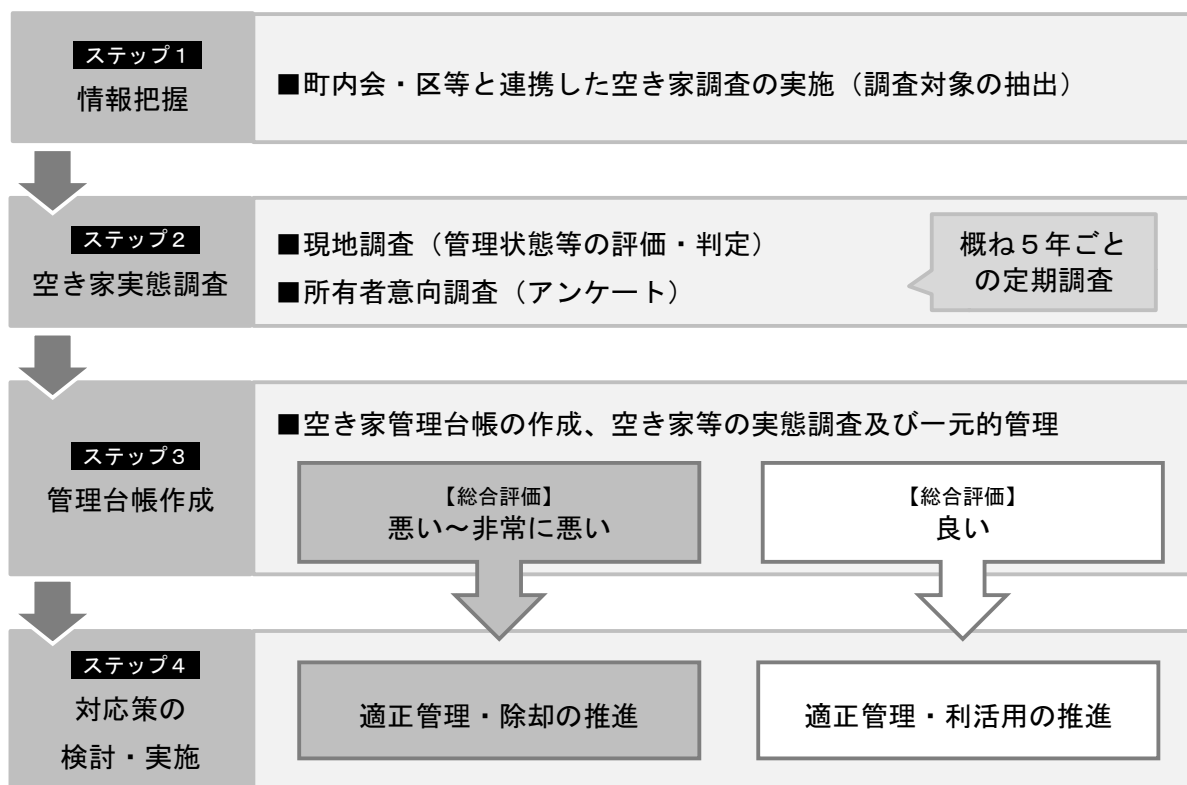 ステップ1
情報把握
■町内会・区等と連携した空き家調査の実施（調査対象の抽出）
ステップ2
空き家実態調査
■現地調査（管理状態等の評価・判定）
■所有者意向調査（アンケート）
概ね５年ごと
の定期調査
ステップ3
管理台帳作成
■空き家管理台帳の作成、空き家等の実態調査及び一元的管理
【総合評価】
悪い～非常に悪い
【総合評価】
良い
ステップ4
対応策の
検討・実施
適正管理・除却の推進
適正管理・利活用の推進